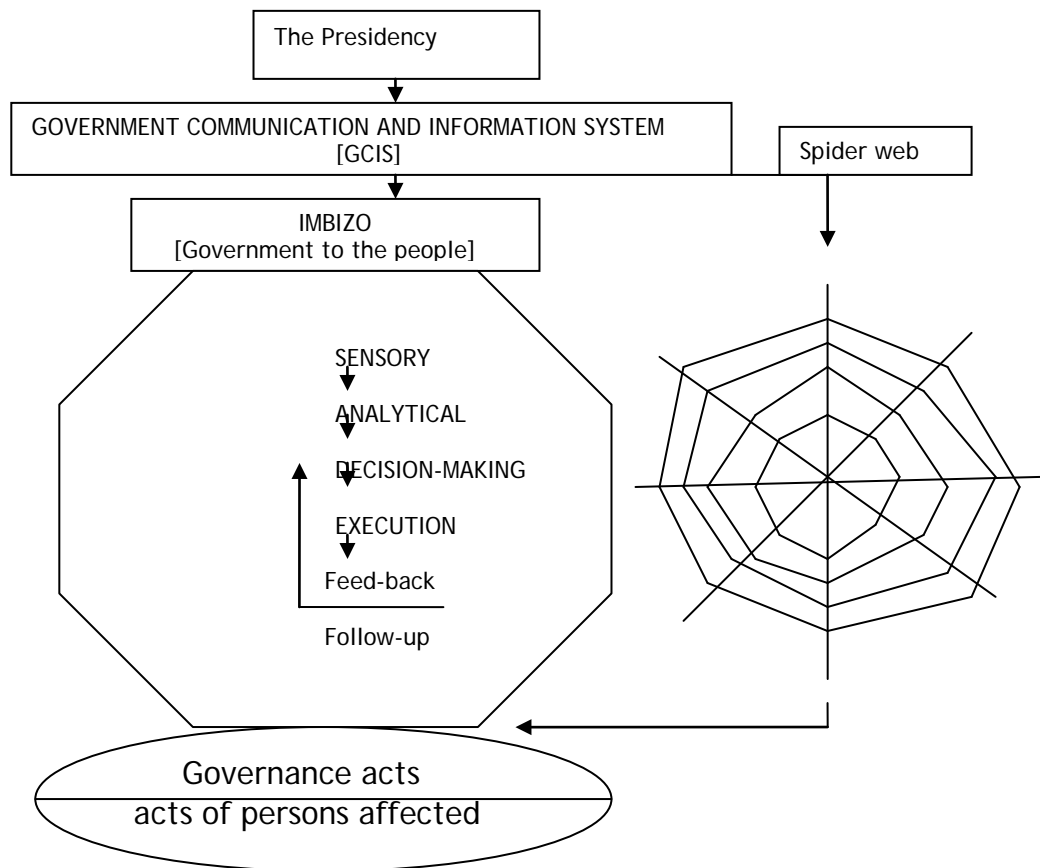 The Presidency
GOVERNMENT COMMUNICATION AND INFORMATION SYSTEM
[GCIS]
Spider web
IMBIZO
[Government to the people]
SENSORY
ANALYTICAL
DECISION-MAKING
EXECUTION
Feed-back
Follow-up
Governance acts
acts of persons affected